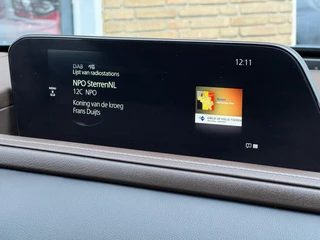 DAB
12:11
Lijst van radiostations
NPO SterrenNL
12C NPO
Koning van de kroeg
Frans Duijts